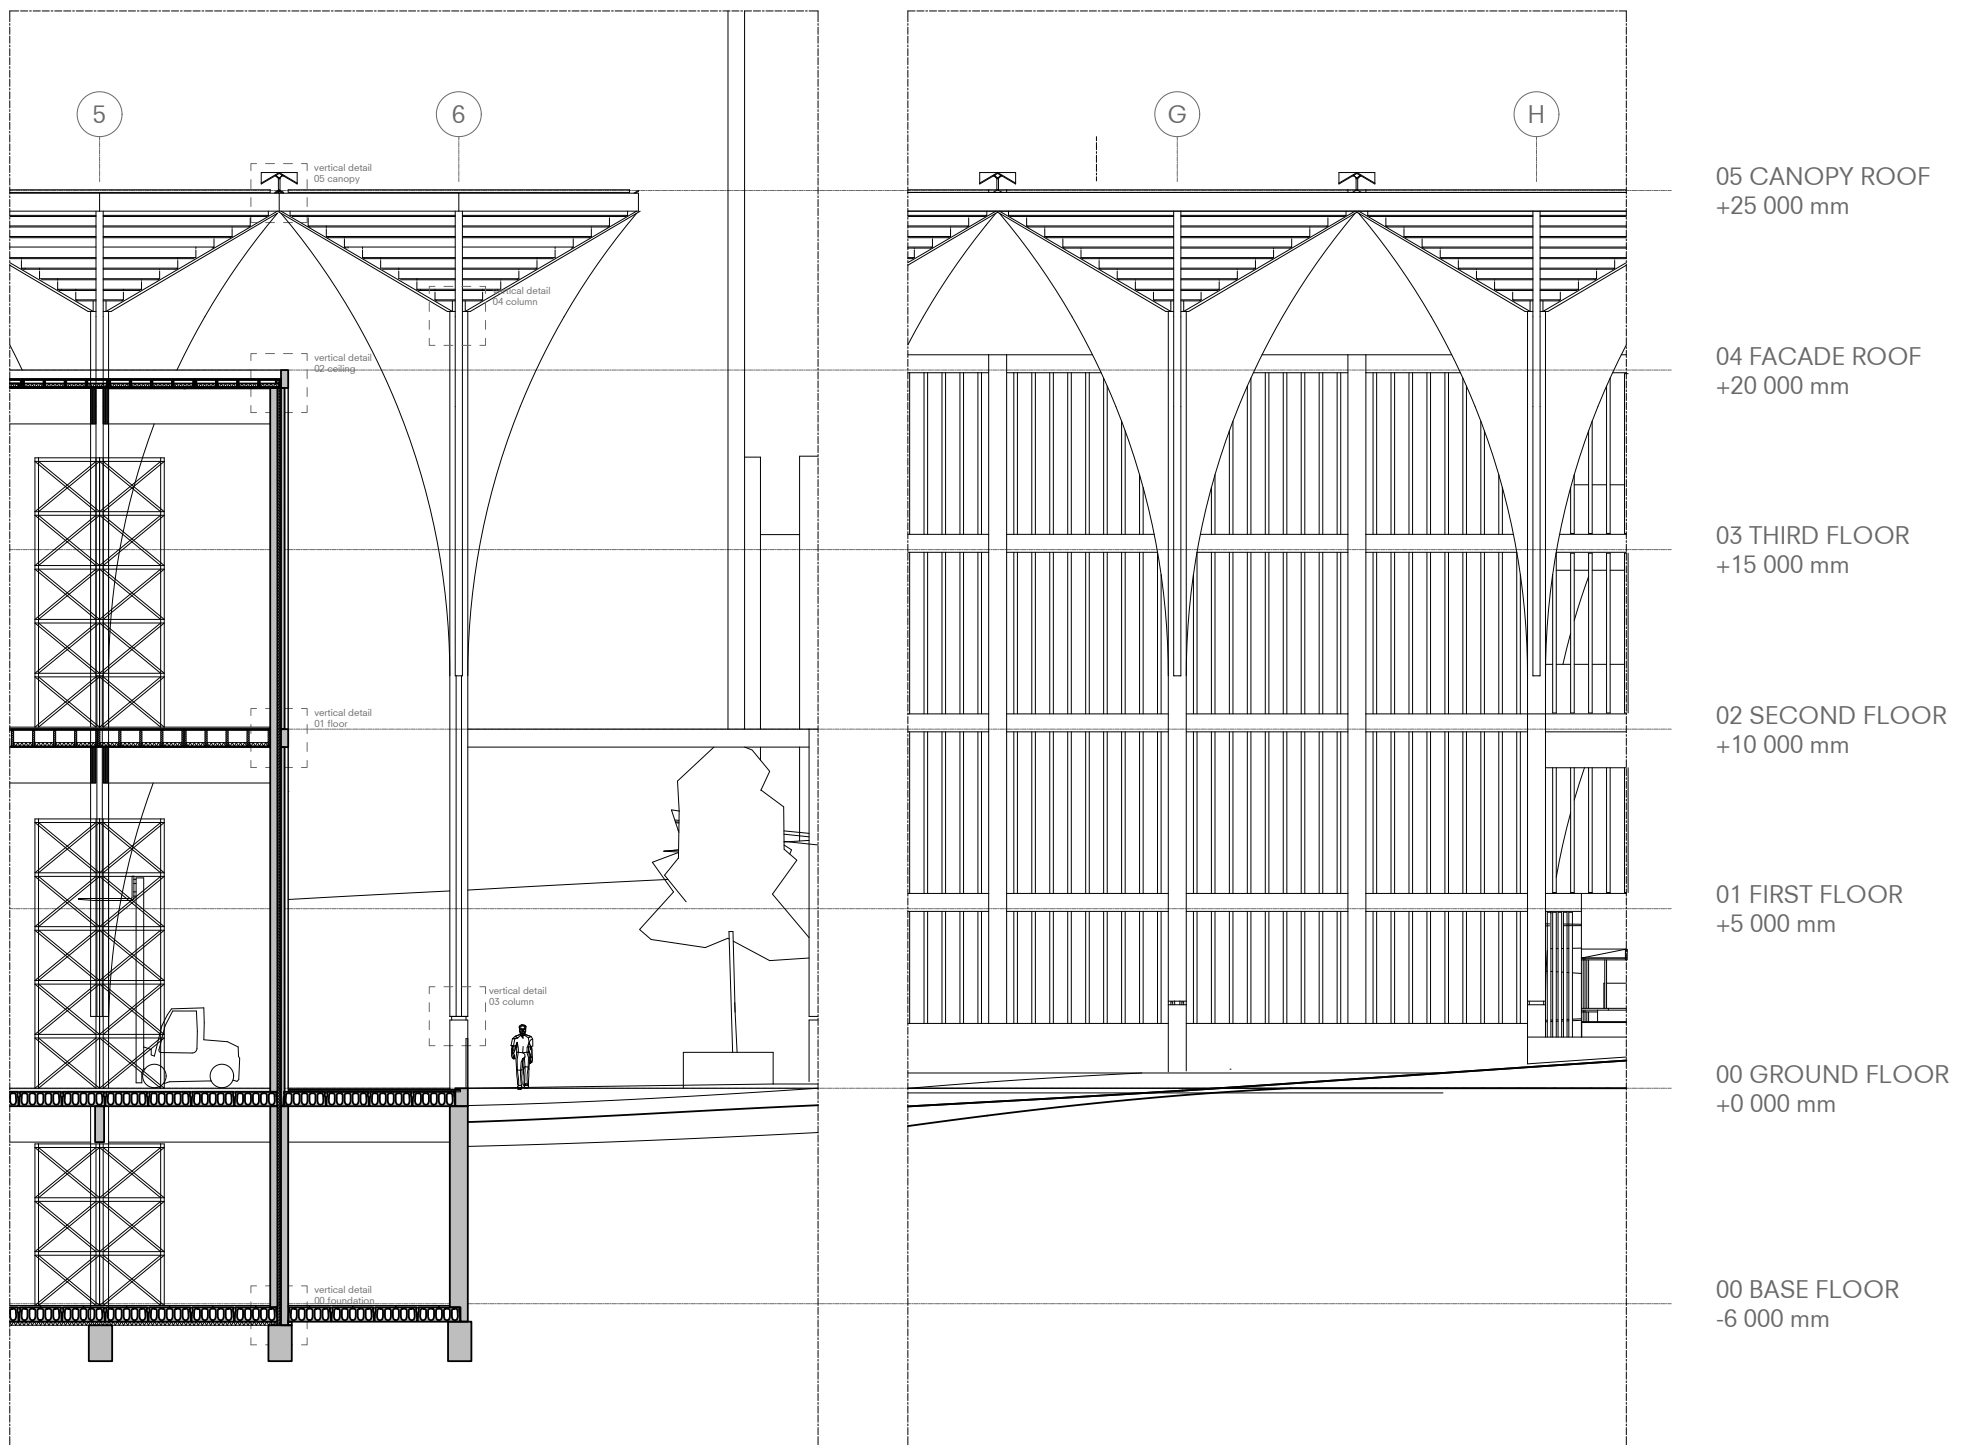 5
6
G
H
vertical detail
05 canopy
vertical detail
04 column
vertical detail
02 ceiling
vertical detail
01 floor
vertical detail
03 column
vertical detail
00 foundation
05 CANOPY ROOF
+25 000 mm
04 FACADE ROOF
+20 000 mm
03 THIRD FLOOR
+15 000 mm
02 SECOND FLOOR
+10 000 mm
01 FIRST FLOOR
+5 000 mm
00 GROUND FLOOR
+0 000 mm
00 BASE FLOOR
-6 000 mm